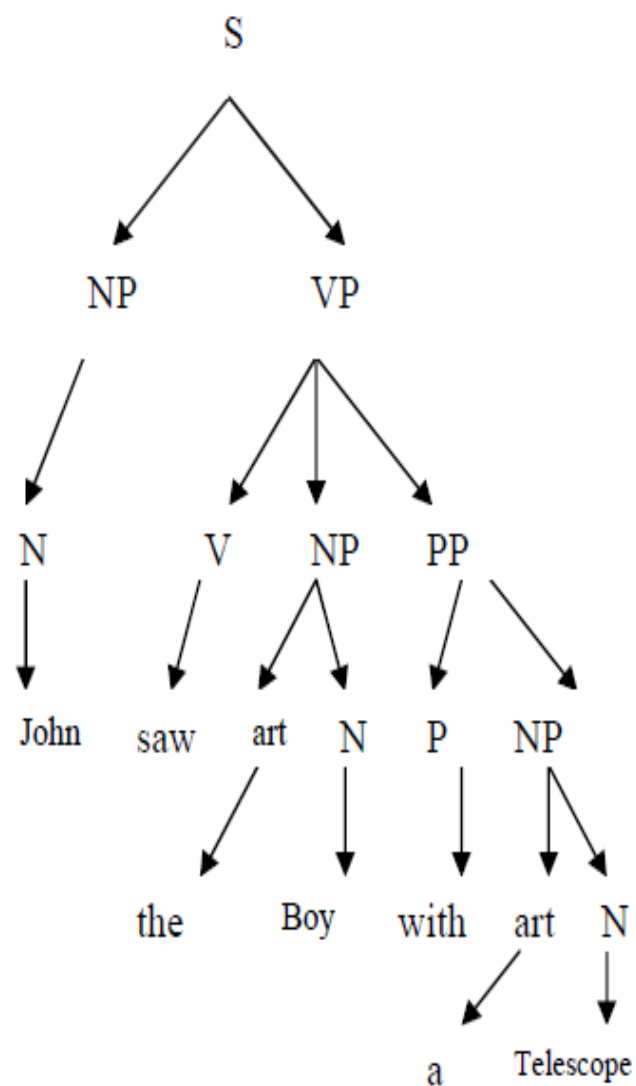 S
NP VP
N V NP PP
John saw art N P NP
the Boy with art N
a Telescope